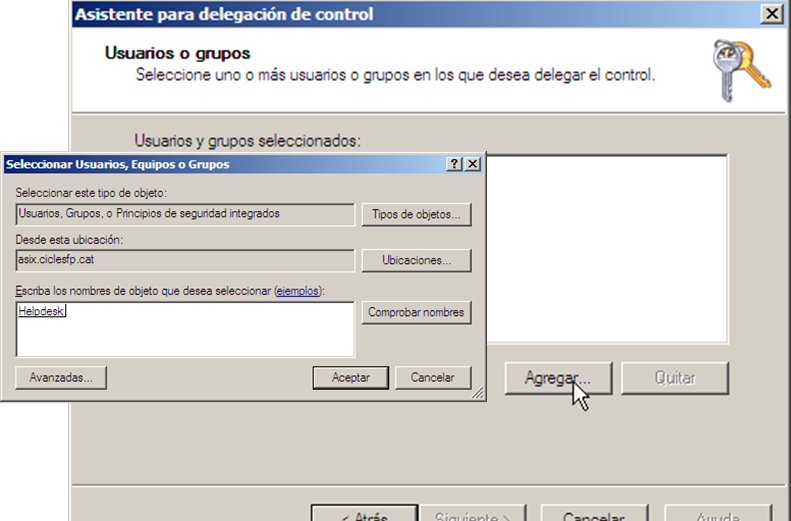 Asistente para delegación de control
Usuarios o grupos
Seleccione uno o más usuarios o grupos en los que desea delegar el control.
Usuarios y grupos seleccionados:
Seleccionar Usuarios, Equipos o Grupos
Seleccionar este tipo de objeto:
Usuarios, Grupos, o Principios de seguridad integrados
Tipos de objetos...
Desde esta ubicación:
asix.ciclesfp.cat
Ubicaciones...
Escriba los nombres de objeto que desea seleccionar (ejemplos):
Helpdesk
Comprobar nombres
Avanzadas...
Aceptar
Cancelar
Agregar...
Quitar
< Atrás
Siguiente >
Cancelar
Ayuda